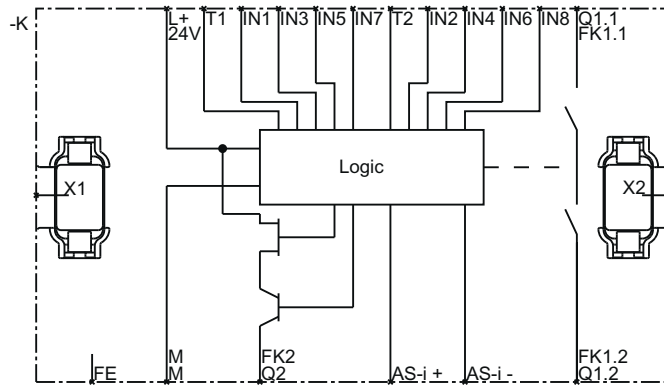 -K
L+ T1 IN1 IN3 IN5 IN7 T2 IN2 IN4 IN6 IN8 Q1.1
24V FK1.1
Logic
X1 X2
M FK2 FK1.2
FE M Q2 AS-i + AS-i - Q1.2